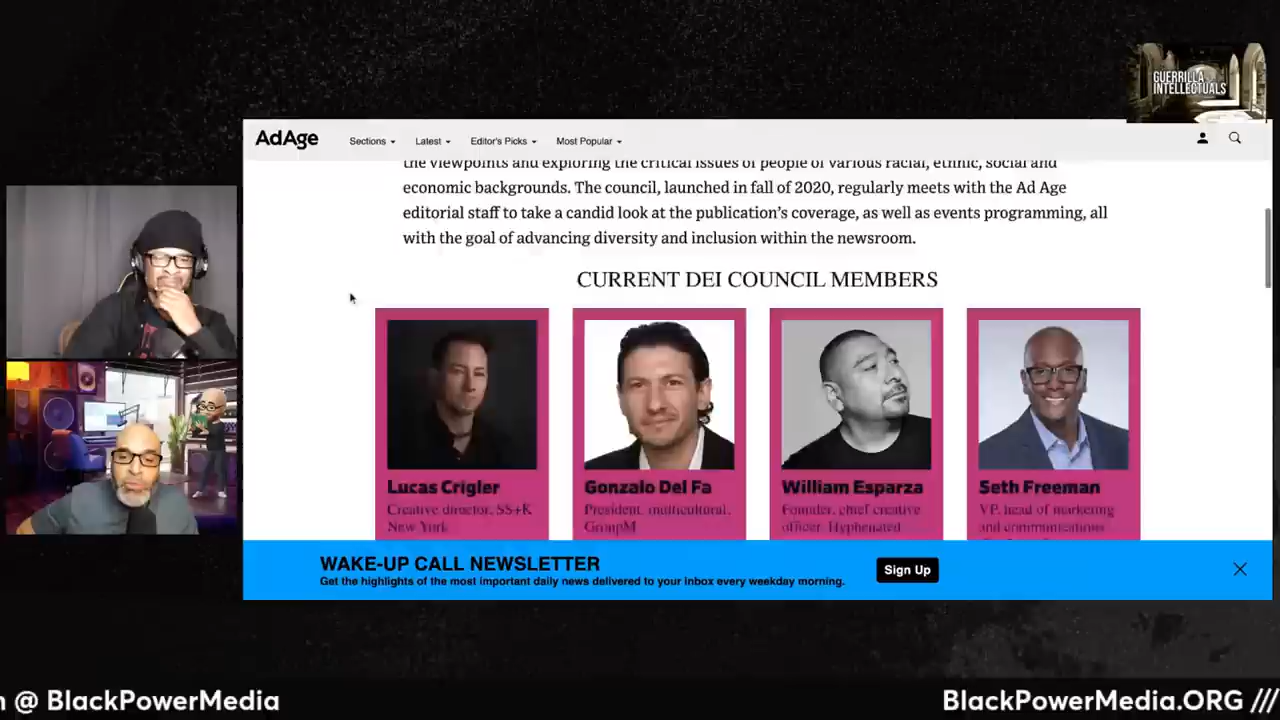 GUERRILLA
INTELLECTUALS
AdAge
Sections
Latest
Editor's Picks
Most Popular
the viewpoints and exploring the critical issues of people of various racial, ethnic, social and
economic backgrounds. The council, launched in fall of 2020, regularly meets with the Ad Age
editorial staff to take a candid look at the publication's coverage, as well as events programming, all
with the goal of advancing diversity and inclusion within the newsroom.
CURRENT DEI COUNCIL MEMBERS
Lucas Crigler
Creative director, SS+K
New York
Gonzalo Del Fa
President, multicultural,
GroupM
William Esparza
Founder, chief creative
officer, Hyphenated
Seth Freeman
VP, head of marketing
and communications
WAKE-UP CALL NEWSLETTER
Get the highlights of the most important daily news delivered to your inbox every weekday morning.
Sign Up
@ BlackPowerMedia
BlackPowerMedia.ORG ///